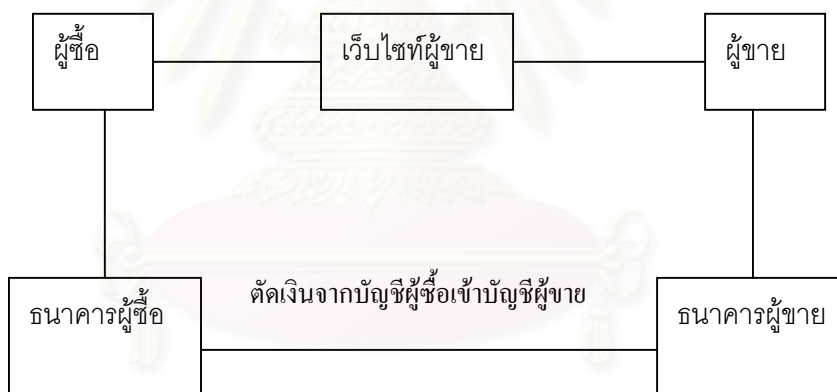 ผู้ซื้อ
เว็บไซท์ผู้ขาย
ผู้ขาย
ธนาคารผู้ซื้อ
ตัดเงินจากบัญชีผู้ซื้อเข้าบัญชีผู้ขาย
ธนาคารผู้ขาย